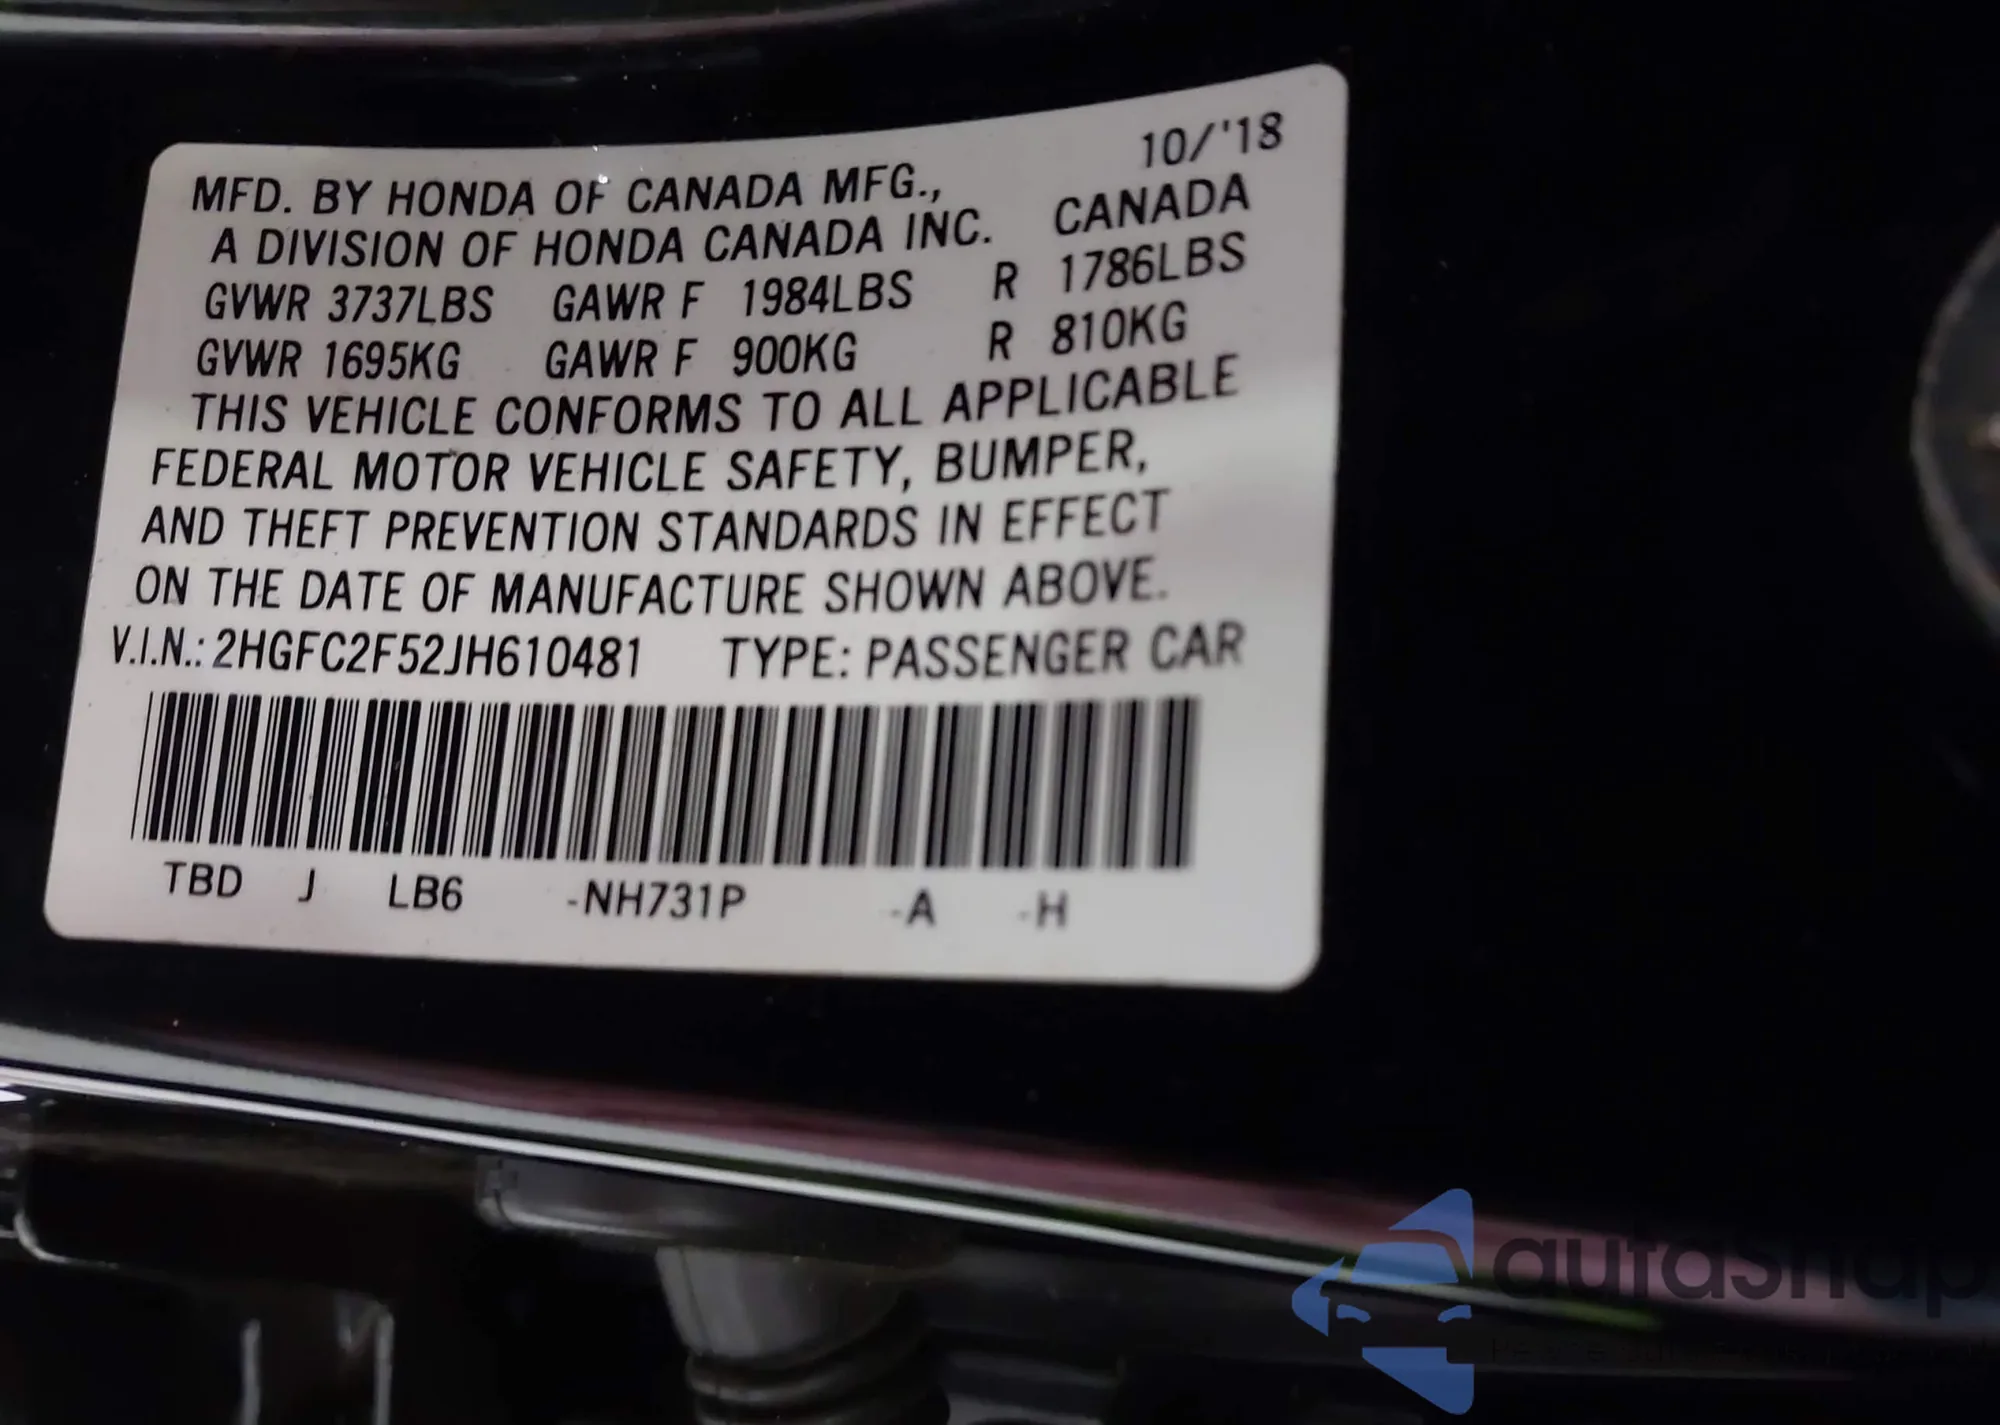 10/'18
MFD. BY HONDA OF CANADA MFG.,
A DIVISION OF HONDA CANADA INC. CANADA
GVWR 3737LBS GAWR F 1984LBS R 1786LBS
GVWR 1695KG GAWR F 900KG R 810KG
THIS VEHICLE CONFORMS TO ALL APPLICABLE
FEDERAL MOTOR VEHICLE SAFETY, BUMPER,
AND THEFT PREVENTION STANDARDS IN EFFECT
ON THE DATE OF MANUFACTURE SHOWN ABOVE.
V.I.N.: 2HGFC2F52JH610481 TYPE: PASSENGER CAR
TBD J LB6 -NH731P -A -H
autasnap